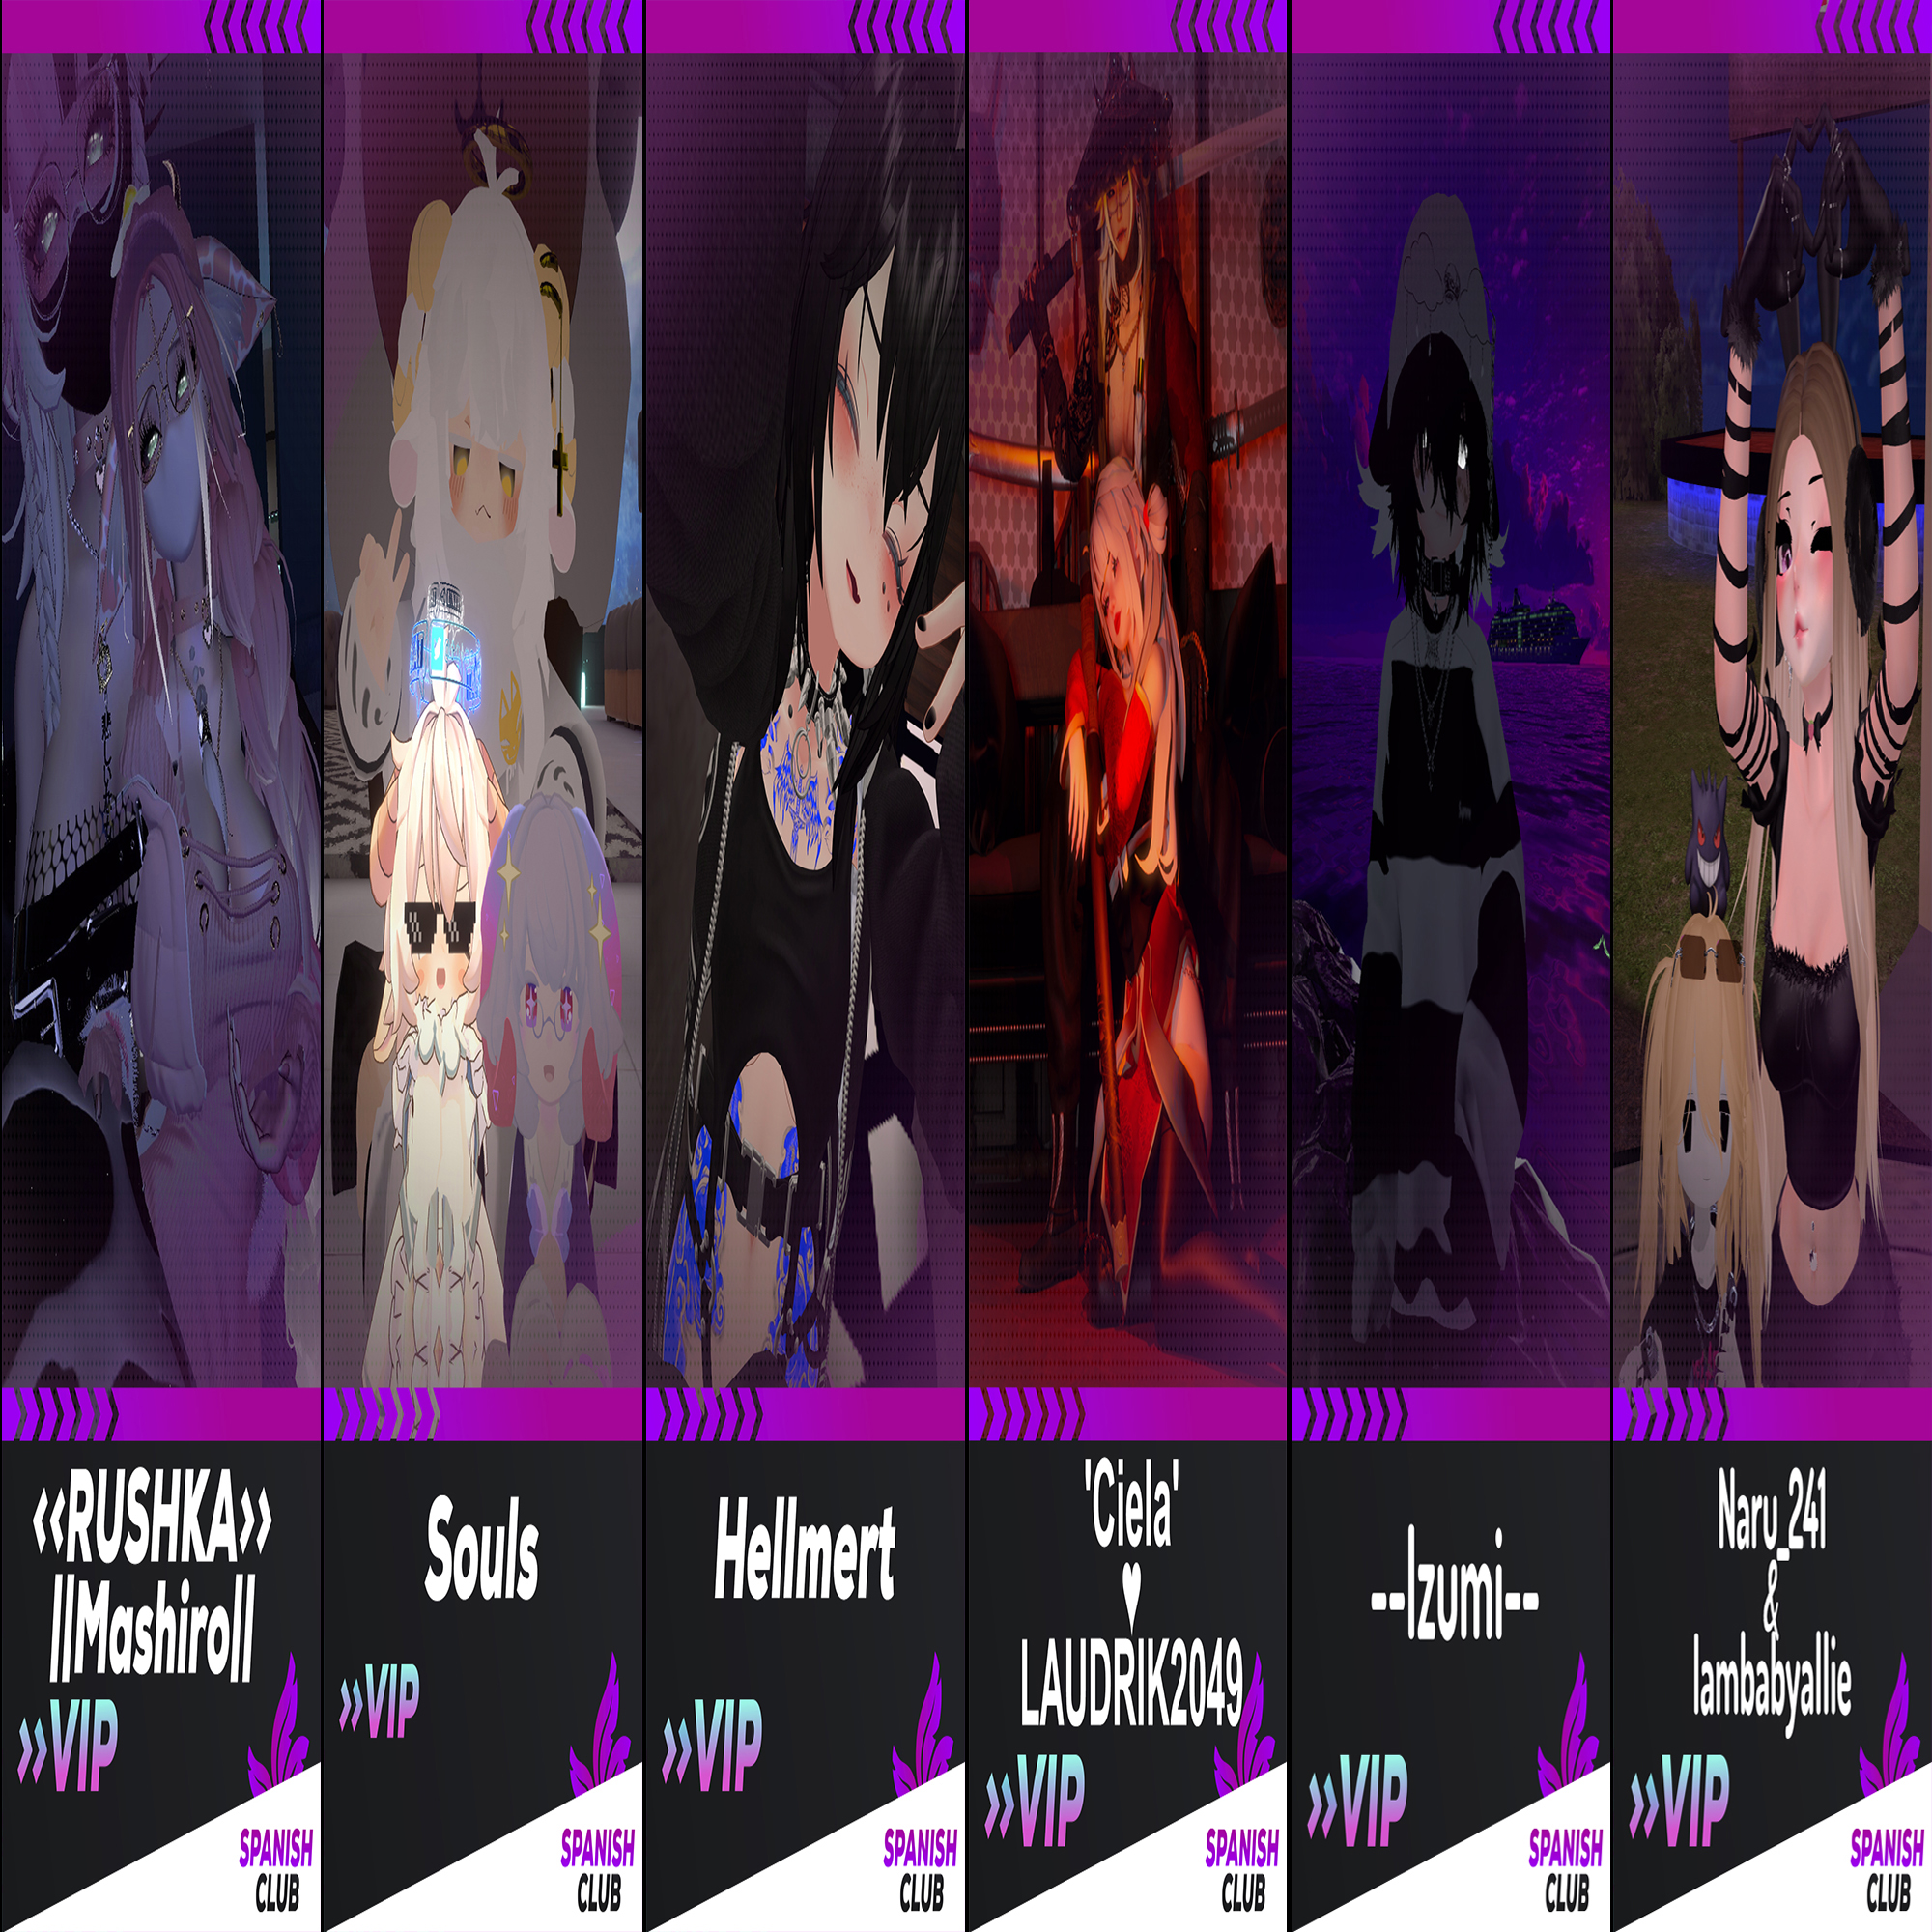 ‹‹RUSHKA››
||Mashiro||
››VIP
SPANISH
CLUB
Souls
››VIP
SPANISH
CLUB
Hellmert
››VIP
SPANISH
CLUB
'Ciela'
♥
LAUDRIK2049
››VIP
SPANISH
CLUB
--Izumi--
››VIP
SPANISH
CLUB
Naru_241
&
Iambabyallie
››VIP
SPANISH
CLUB